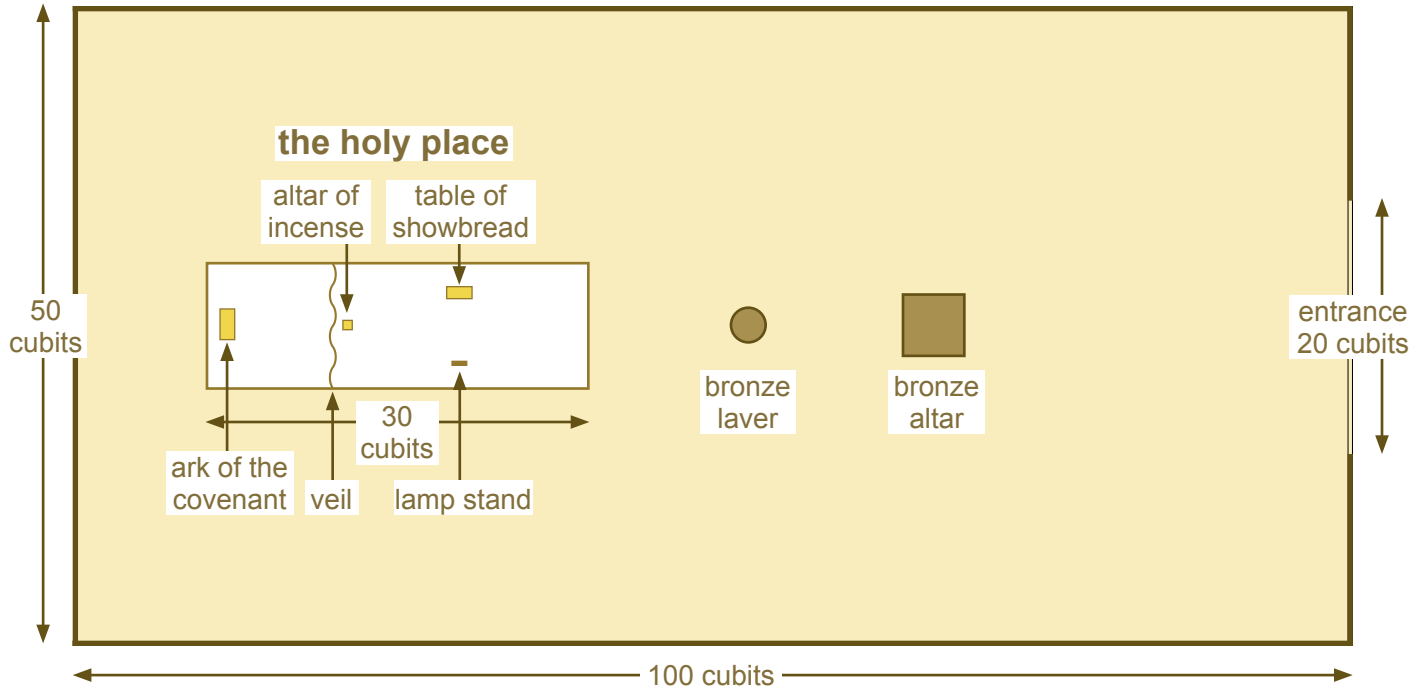 the holy place
altar of
incense
table of
showbread
50
cubits
entrance
20 cubits
bronze
laver
bronze
altar
30
cubits
ark of the
covenant
veil
lamp stand
100 cubits